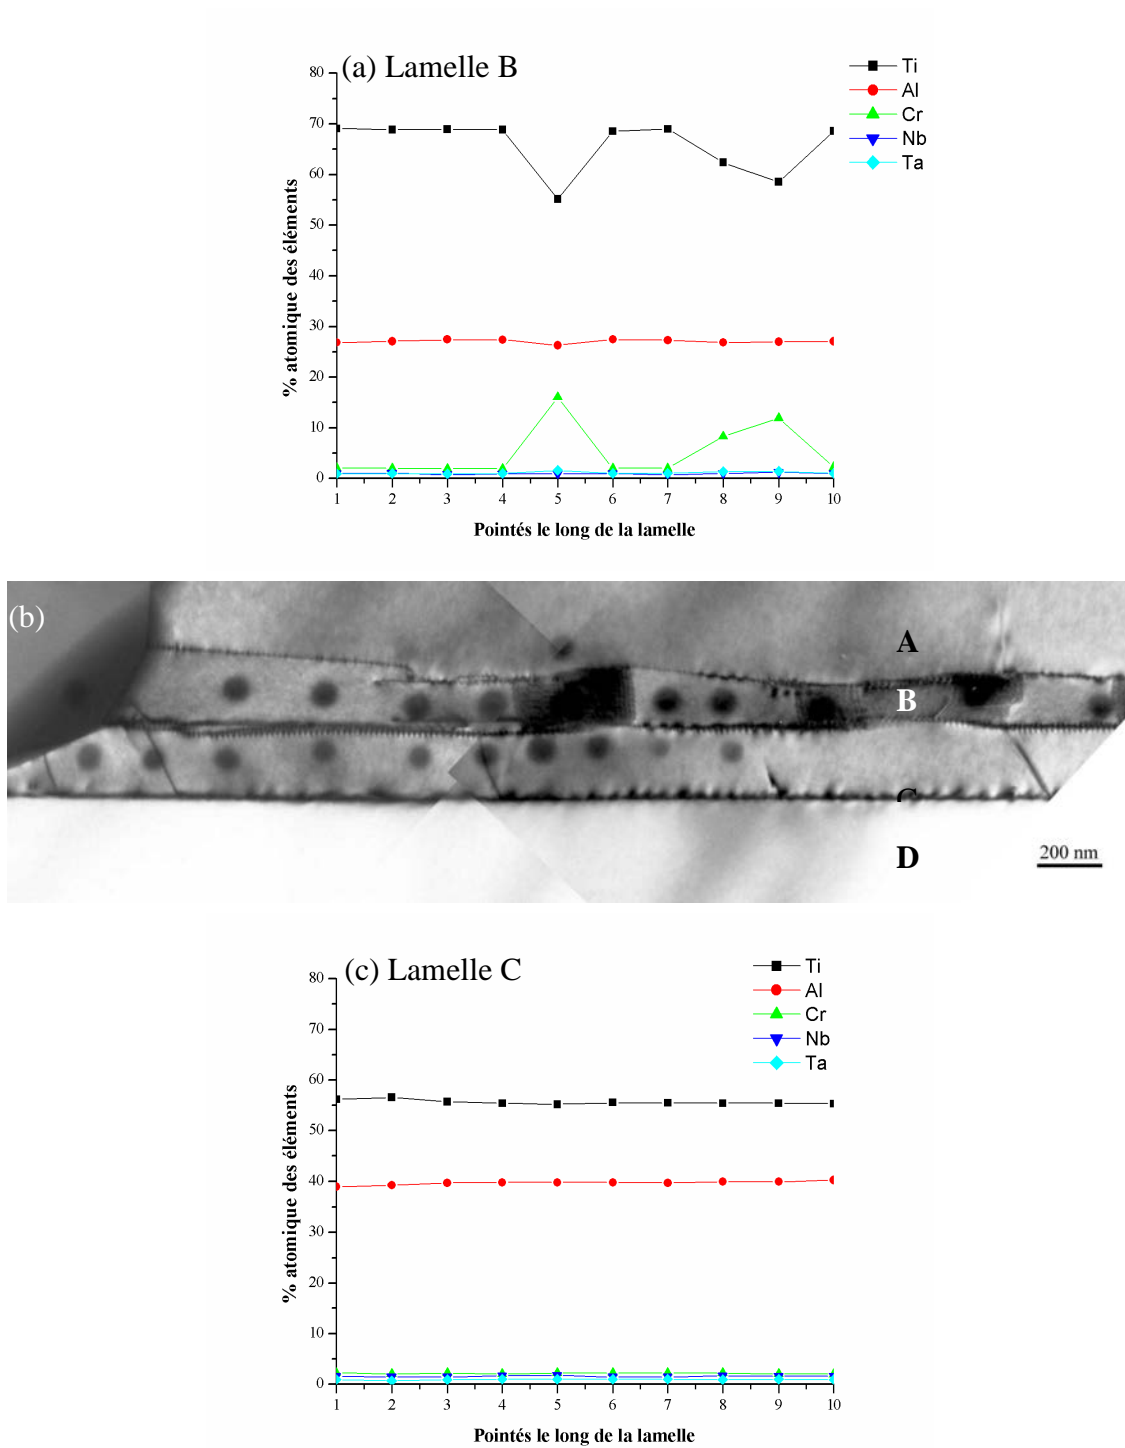 (a) Lamelle B
Ti
Al
Cr
Nb
Ta
% atomique des éléments
80
70
60
50
40
30
20
10
0
1 2 3 4 5 6 7 8 9 10
Pointés le long de la lamelle
(b)
A
B
C
D
200 nm
(c) Lamelle C
Ti
Al
Cr
Nb
Ta
% atomique des éléments
80
70
60
50
40
30
20
10
0
1 2 3 4 5 6 7 8 9 10
Pointés le long de la lamelle